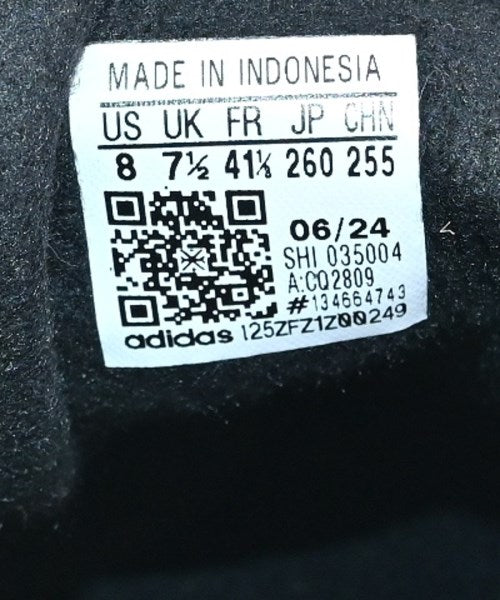 MADE IN INDONESIA
US UK FR JP CHN
8 7½ 41⅓ 260 255
06/24
SHI 035004
A:CQ2809
#134664743
adidas 125ZFZ1Z00249